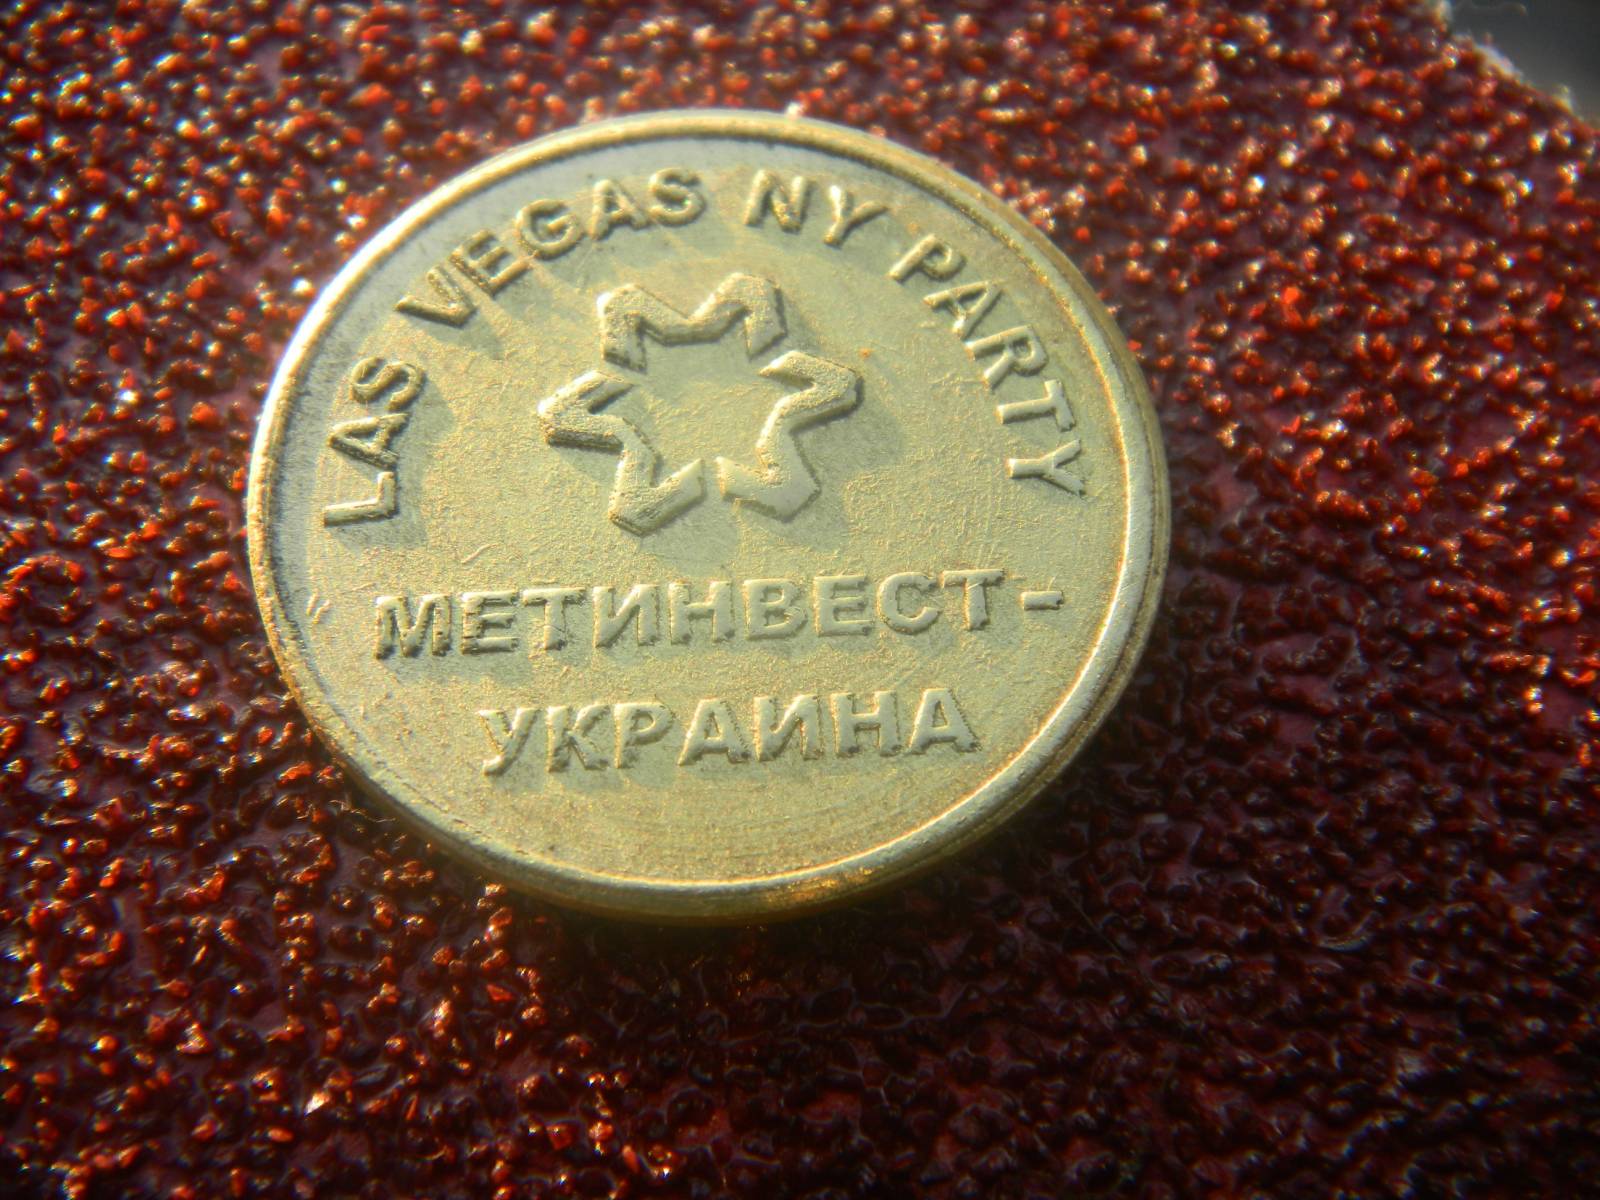 LAS VEGAS NY PARTY
МЕТИНВЕСТ-
УКРАИНА